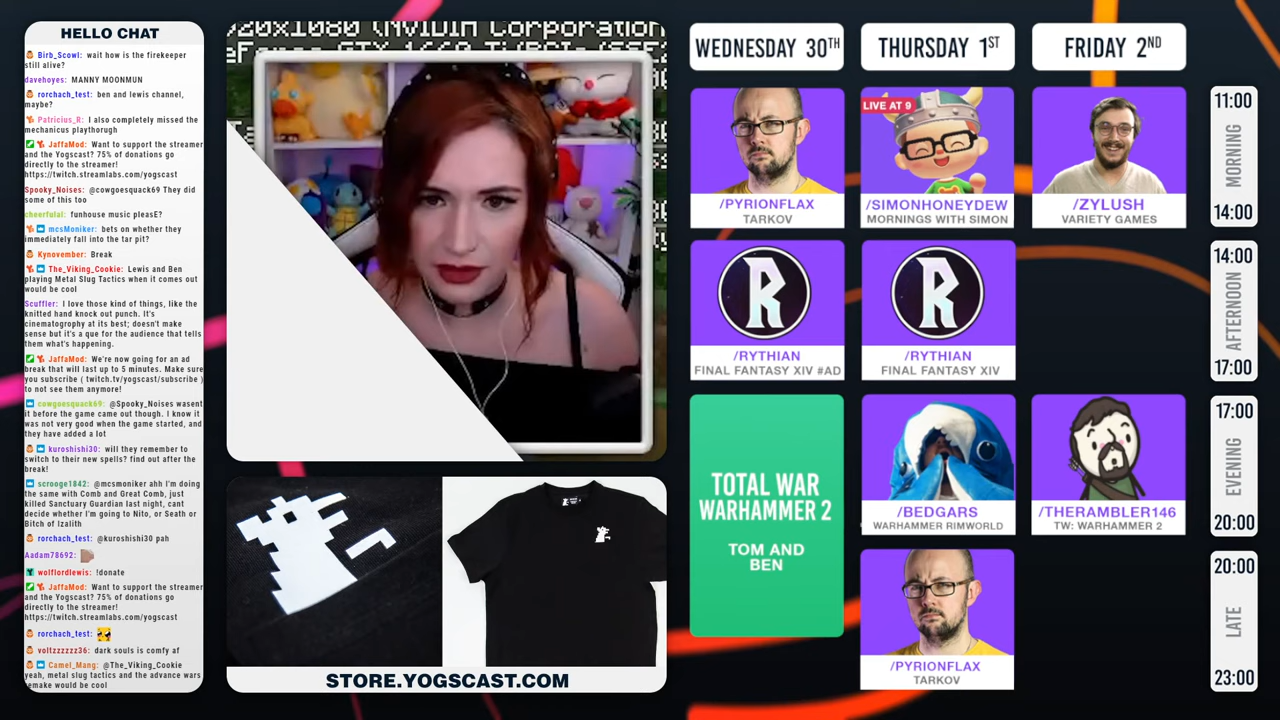 HELLO CHAT
Birb_Scowl: wait how is the firekeeper
still alive?
davehoyes: MANNY MOONMUN
rorchach_test: ben and lewis channel,
maybe?
Patricius_R: I also completely missed the
mechanicus playthorugh
JaffaMod: Want to support the streamer
and the Yogscast? 75% of donations go
directly to the streamer!
https://twitch.streamlabs.com/yogscast
Spooky_Noises: @cowgoesquack69 They did
some of this too
cheerfulal: funhouse music pleasE?
mcsMoniker: bets on whether they
immediately fall into the tar pit?
Kynovember: Break
The_Viking_Cookie: Lewis and Ben
playing Metal Slug Tactics when it comes out
would be cool
Scuffler: I love those kind of things, like the
knitted hand knock out punch. It's
cinematogrophy at its best; doesn't make
sense but it's a que for the audience that tells
them what's happening.
JaffaMod: We're now going for an ad
break that will last up to 5 minutes. Make sure
you subscribe ( twitch.tv/yogscast/subscribe )
to not see them anymore!
cowgoesquack69: @Spooky_Noises wasent
it before the game came out though. I know it
was not very good when the game started, and
they have added a lot
kuroshishi30: will they remember to
switch to their new spells? find out after the
break!
scrooge1842: @mcsmoniker ahh I'm doing
the same with Comb and Great Comb, just
killed Sanctuary Guardian last night, cant
decide whether I'm going to Nito, or Seath or
Bitch of Izalith
rorchach_test: @kuroshishi30 pah
Aadam78692:
wolflordlewis: !donate
JaffaMod: Want to support the streamer
and the Yogscast? 75% of donations go
directly to the streamer!
https://twitch.streamlabs.com/yogscast
rorchach_test:
voltzzzzzz36: dark souls is comfy af
Camel_Mang: @The_Viking_Cookie
yeah, metal slug tactics and the advance wars
remake would be cool
920x1080 (NVIDIA Corporation
STORE.YOGSCAST.COM
WEDNESDAY 30TH
THURSDAY 1ST
FRIDAY 2ND
/PYRIONFLAX
TARKOV
LIVE AT 9
/SIMONHONEYDEW
MORNINGS WITH SIMON
/ZYLUSH
VARIETY GAMES
11:00
MORNING
14:00
R
/RYTHIAN
FINAL FANTASY XIV #AD
R
/RYTHIAN
FINAL FANTASY XIV
14:00
AFTERNOON
17:00
TOTAL WAR
WARHAMMER 2
TOM AND
BEN
/BEDGARS
WARHAMMER RIMWORLD
/THERAMBLER146
TW: WARHAMMER 2
17:00
EVENING
20:00
/PYRIONFLAX
TARKOV
20:00
LATE
23:00